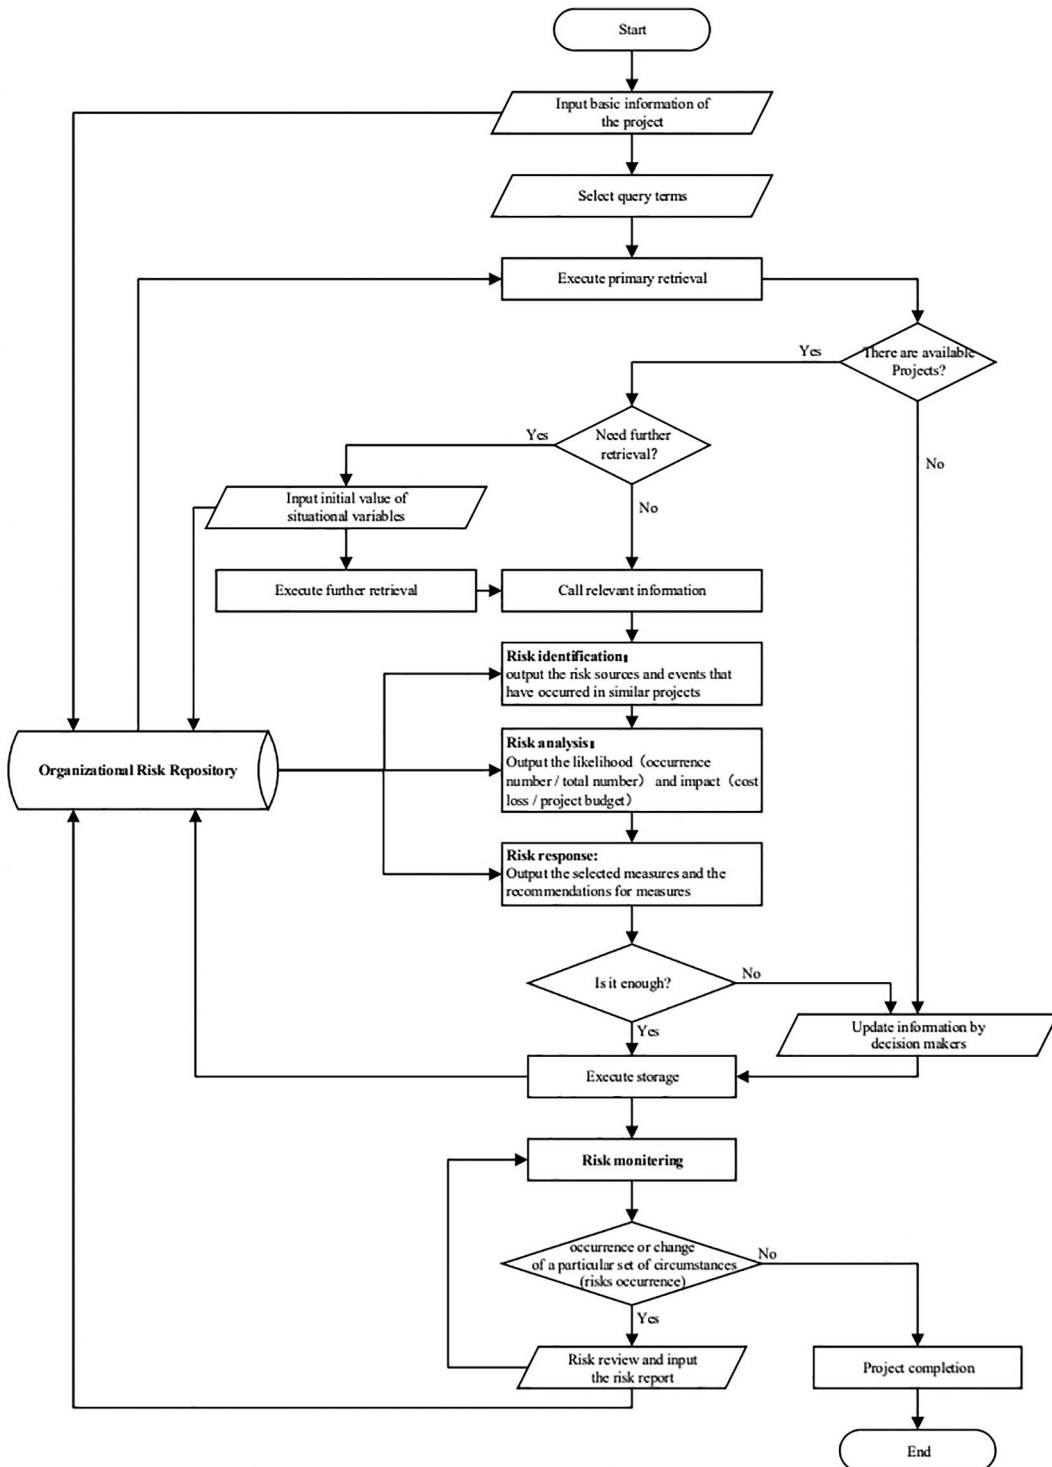 Start
Input basic information of
the project
Select query terms
Execute primary retrieval
There are available
Projects?
Yes
No
Need further
retrieval?
Yes
No
Input initial value of
situational variables
Execute further retrieval
Call relevant information
Risk identification:
output the risk sources and events that
have occurred in similar projects
Organizational Risk Repository
Risk analysis:
Output the likelihood（occurrence
number / total number） and impact（cost
loss / project budget）
Risk response:
Output the selected measures and the
recommendations for measures
Is it enough?
No
Yes
Update information by
decision makers
Execute storage
Risk monitering
occurrence or change
of a particular set of circumstances
(risks occurrence)
No
Yes
Risk review and input
the risk report
Project completion
End